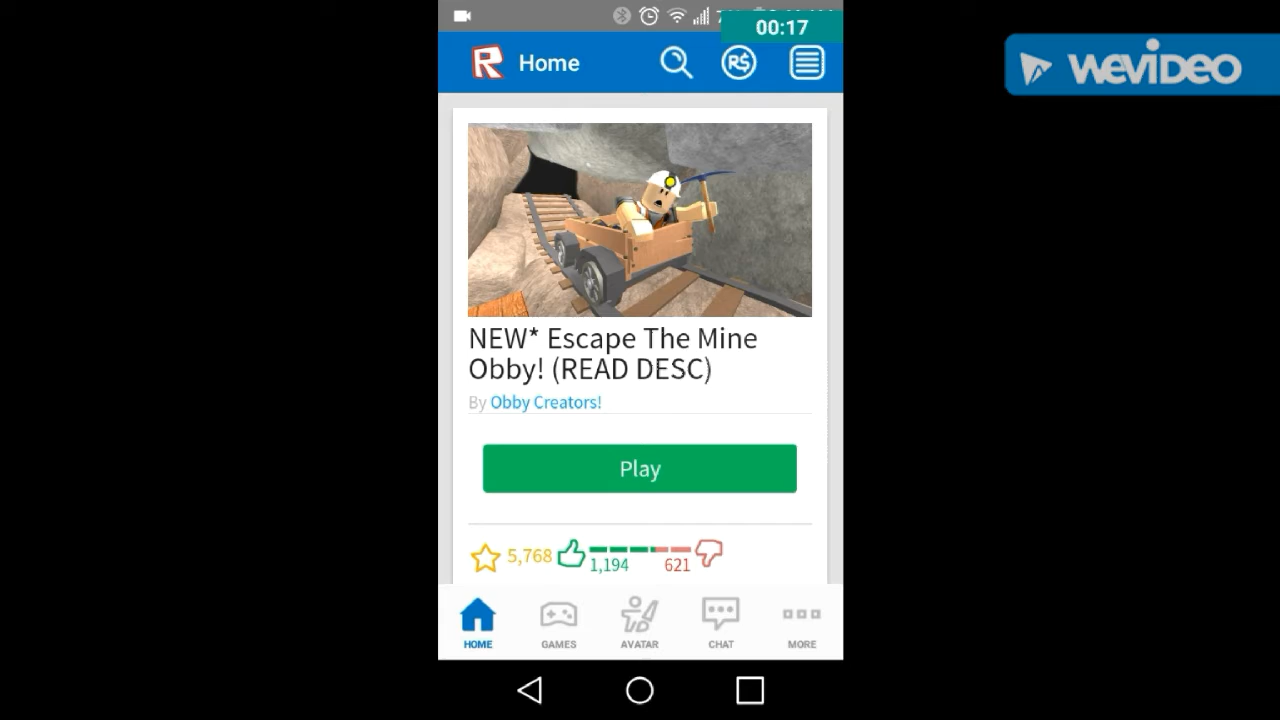 00:17
WEVIDEO
R Home R$
NEW* Escape The Mine
Obby! (READ DESC)
By Obby Creators!
Play
5,768 1,194 621
HOME GAMES AVATAR CHAT MORE